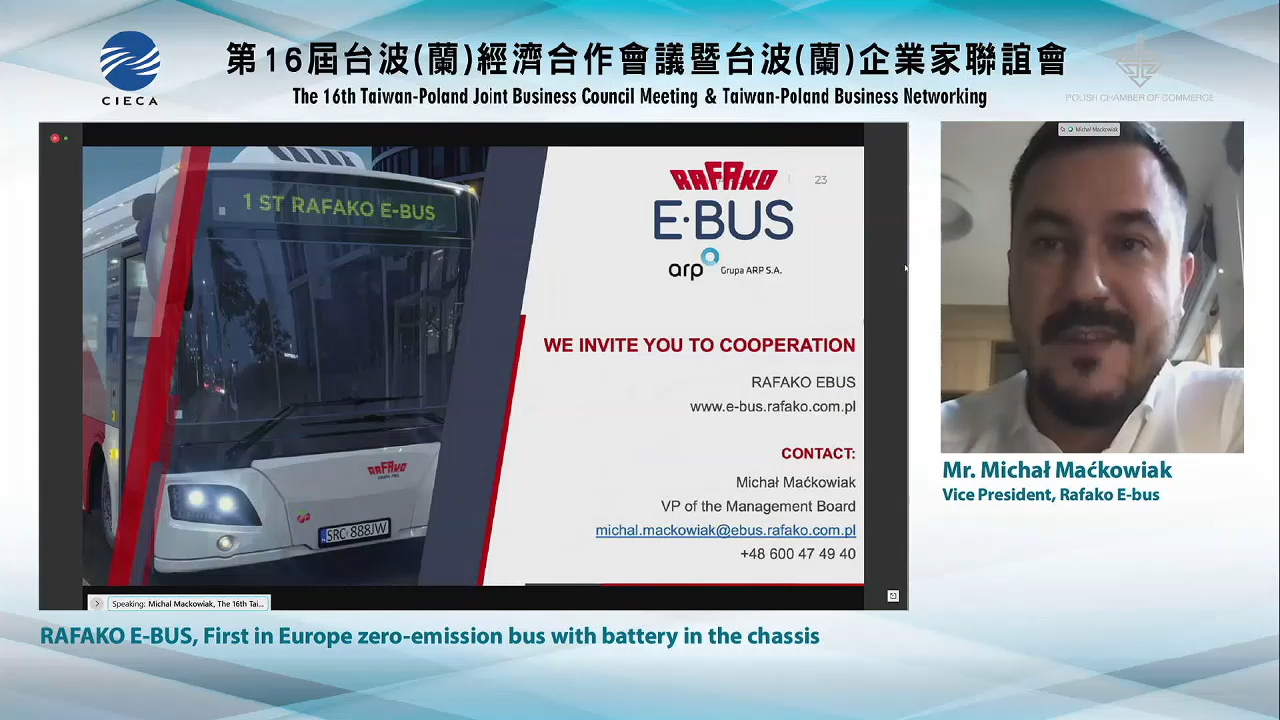 CIECA
第16屆台波(蘭)經濟合作會議暨台波(蘭)企業家聯誼會
The 16th Taiwan-Poland Joint Business Council Meeting & Taiwan-Poland Business Networking
POLISH CHAMBER OF COMMERCE
1 ST RAFAKO E-BUS
RAFAKO
SRC 888JW
RAFAKO
23
E·BUS
arp Grupa ARP S.A.
WE INVITE YOU TO COOPERATION
RAFAKO EBUS
www.e-bus.rafako.com.pl
CONTACT:
Michał Maćkowiak
VP of the Management Board
michal.mackowiak@ebus.rafako.com.pl
+48 600 47 49 40
Speaking: Michal Mackowiak, The 16th Tai...
Michał Maćkowiak
Mr. Michał Maćkowiak
Vice President, Rafako E-bus
RAFAKO E-BUS, First in Europe zero-emission bus with battery in the chassis